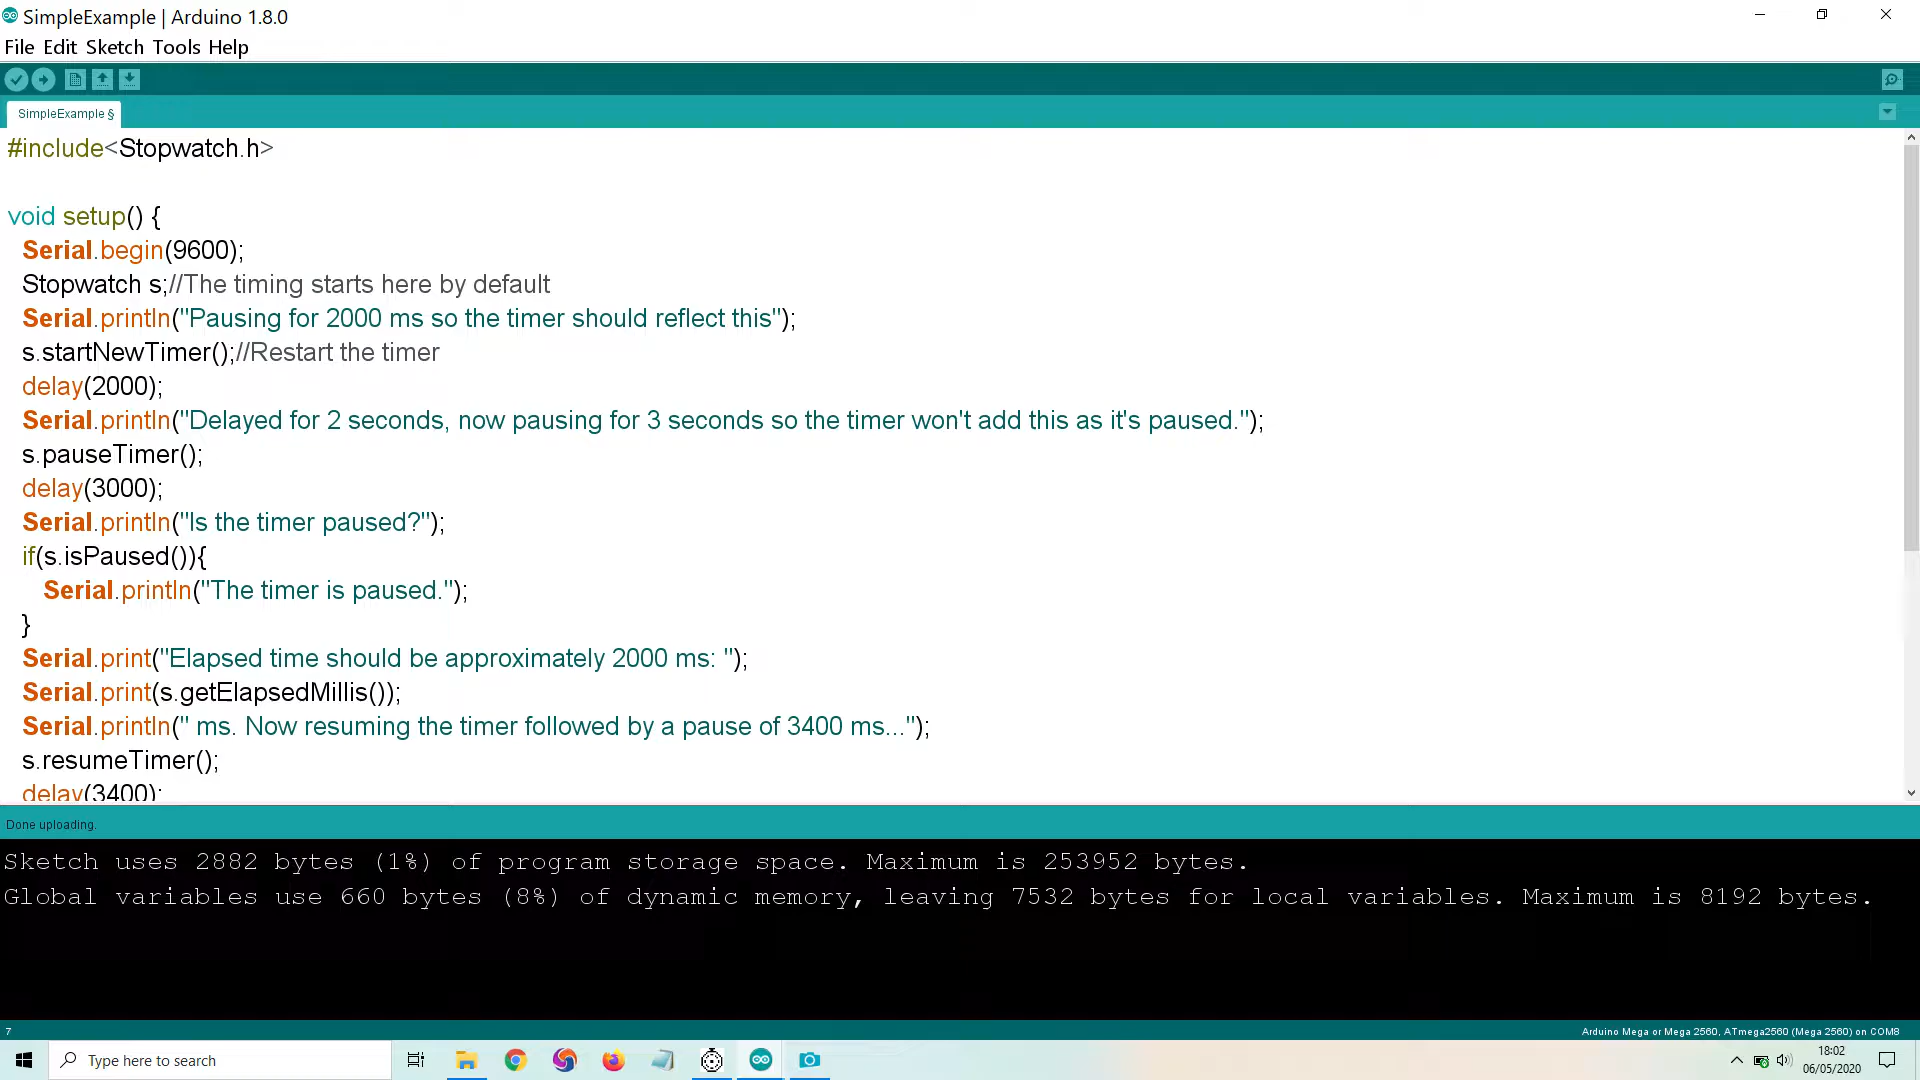 SimpleExample | Arduino 1.8.0
File Edit Sketch Tools Help
SimpleExample §
#include<Stopwatch.h>
void setup() {
Serial.begin(9600);
Stopwatch s;//The timing starts here by default
Serial.println("Pausing for 2000 ms so the timer should reflect this");
s.startNewTimer();//Restart the timer
delay(2000);
Serial.println("Delayed for 2 seconds, now pausing for 3 seconds so the timer won't add this as it's paused.");
s.pauseTimer();
delay(3000);
Serial.println("Is the timer paused?");
if(s.isPaused()){
Serial.println("The timer is paused.");
}
Serial.print("Elapsed time should be approximately 2000 ms: ");
Serial.print(s.getElapsedMillis());
Serial.println(" ms. Now resuming the timer followed by a pause of 3400 ms...");
s.resumeTimer();
delay(3400);
Done uploading.
Sketch uses 2882 bytes (1%) of program storage space. Maximum is 253952 bytes.
Global variables use 660 bytes (8%) of dynamic memory, leaving 7532 bytes for local variables. Maximum is 8192 bytes.
7
Arduino Mega or Mega 2560, ATmega2560 (Mega 2560) on COM8
Type here to search
18:02
06/05/2020